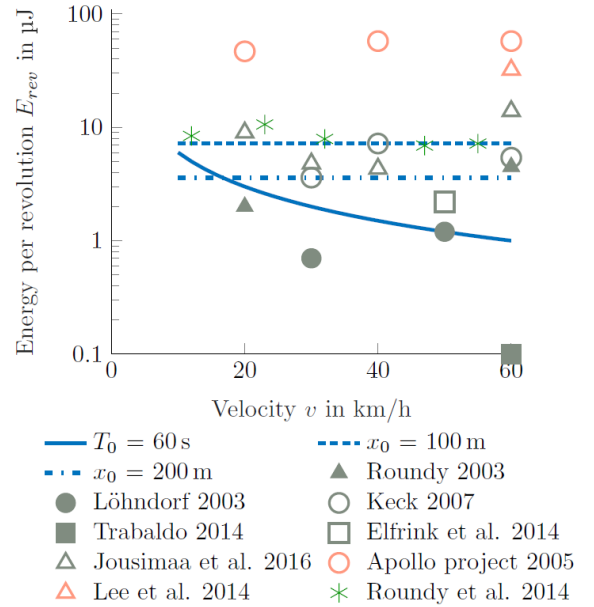 100
10
1
0.1
Energy per revolution E_rev in µJ
0 20 40 60
Velocity v in km/h
T_0 = 60 s x_0 = 100 m
x_0 = 200 m Roundy 2003
Löhndorf 2003 Keck 2007
Trabaldo 2014 Elfrink et al. 2014
Jousimaa et al. 2016 Apollo project 2005
Lee et al. 2014 Roundy et al. 2014